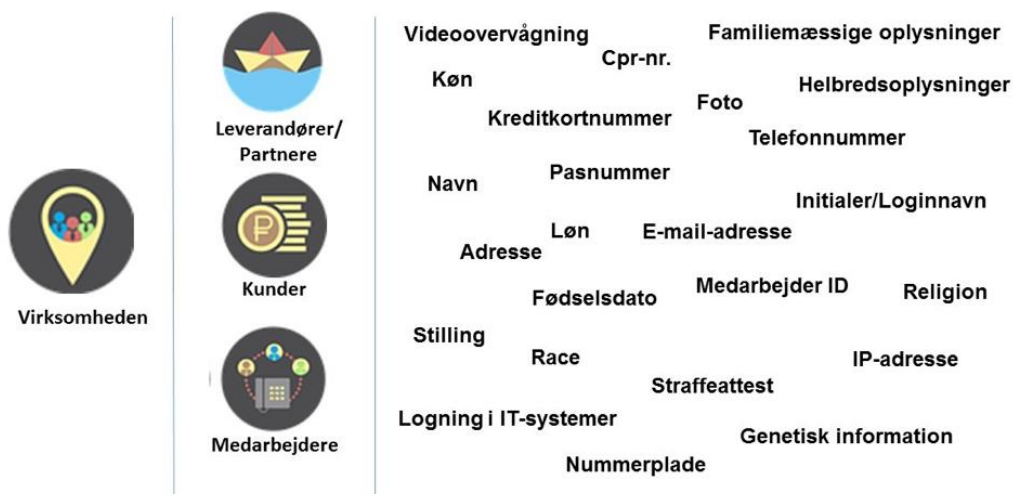 Virksomheden
Leverandører/
Partnere
Kunder
Medarbejdere
Videoovervågning
Familiemæssige oplysninger
Cpr-nr.
Køn
Helbredsoplysninger
Foto
Kreditkortnummer
Telefonnummer
Pasnummer
Navn
Initialer/Loginnavn
Løn
E-mail-adresse
Adresse
Medarbejder ID
Religion
Fødselsdato
Stilling
Race
IP-adresse
Straffeattest
Logning i IT-systemer
Genetisk information
Nummerplade